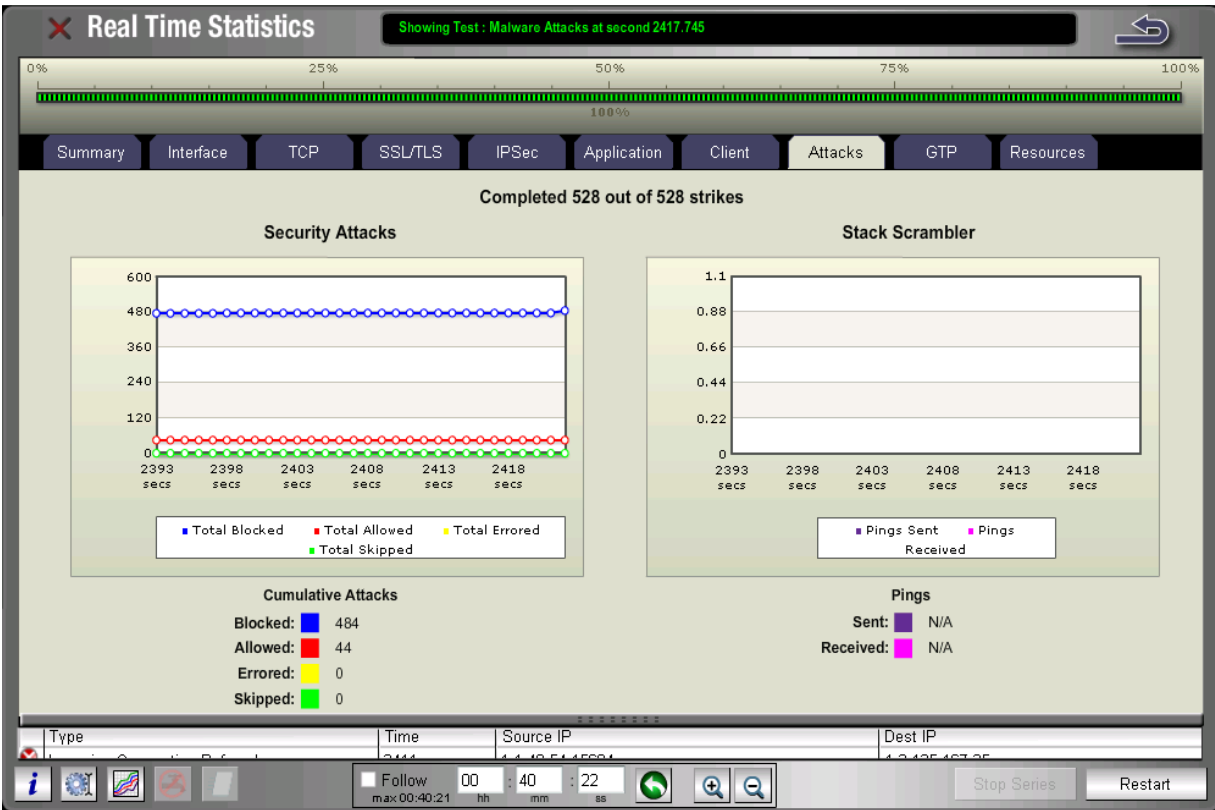 Real Time Statistics
Showing Test : Malware Attacks at second 2417.745
0% 25% 50% 75% 100%
100%
Summary Interface TCP SSL/TLS IPSec Application Client Attacks GTP Resources
Completed 528 out of 528 strikes
Security Attacks
600
480
360
240
120
0
2393 secs 2398 secs 2403 secs 2408 secs 2413 secs 2418 secs
Total Blocked Total Allowed Total Errored
Total Skipped
Cumulative Attacks
Blocked: 484
Allowed: 44
Errored: 0
Skipped: 0
Stack Scrambler
1.1
0.88
0.66
0.44
0.22
0
2393 secs 2398 secs 2403 secs 2408 secs 2413 secs 2418 secs
Pings Sent Pings
Received
Pings
Sent: N/A
Received: N/A
Type Time Source IP Dest IP
i Follow 00 : 40 : 22 Stop Series Restart
max 00:40:21 hh mm ss